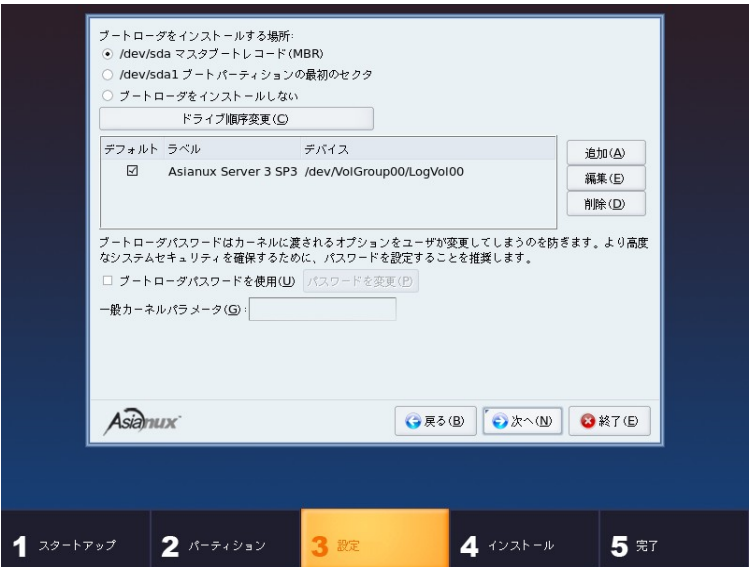 ブートローダをインストールする場所:
/dev/sda マスタブートレコード(MBR)
/dev/sda1 ブートパーティションの最初のセクタ
ブートローダをインストールしない
ドライブ順序変更(C)
デフォルト ラベル デバイス
Asianux Server 3 SP3 /dev/VolGroup00/LogVol00
追加(A)
編集(E)
削除(D)
ブートローダパスワードはカーネルに渡されるオプションをユーザが変更してしまうのを防ぎます。より高度
なシステムセキュリティを確保するために、パスワードを設定することを推奨します。
ブートローダパスワードを使用(U) パスワードを変更(P)
一般カーネルパラメータ(G):
Asianux
戻る(B) 次へ(N) 終了(E)
1 スタートアップ 2 パーティション 3 設定 4 インストール 5 完了